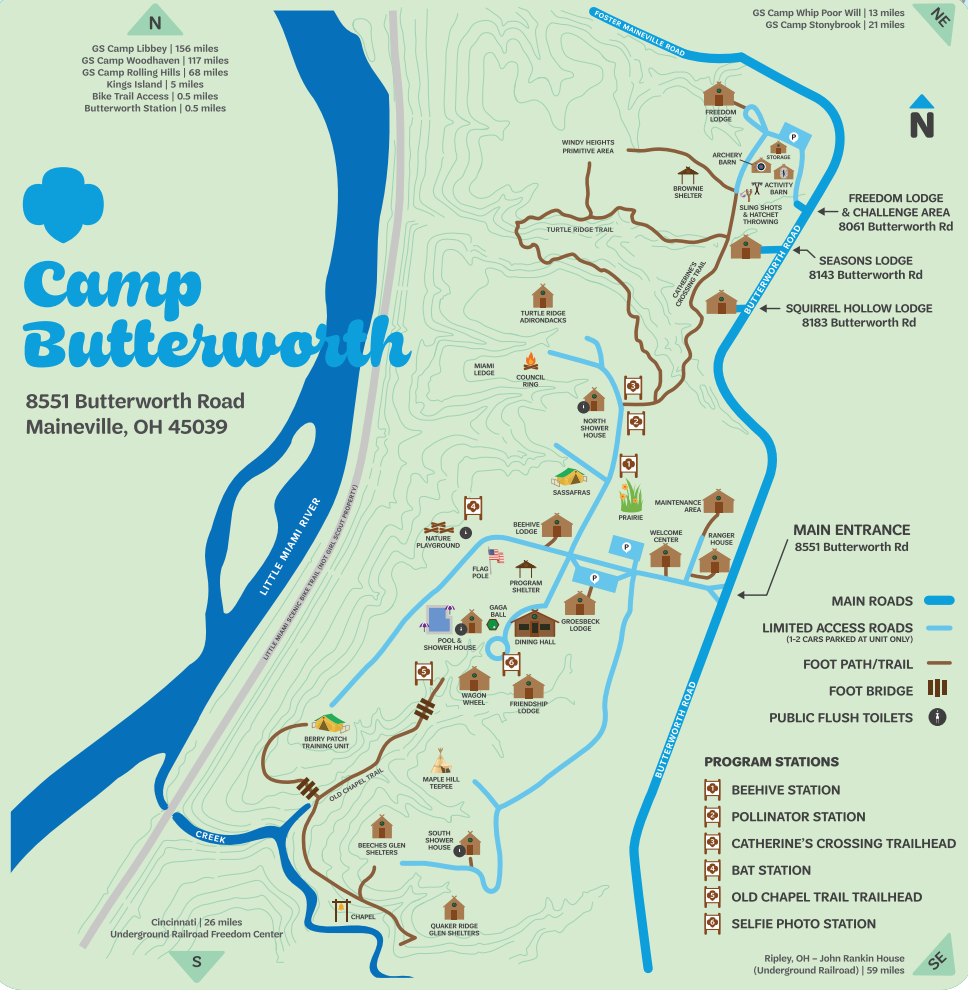 N
GS Camp Libbey | 156 miles
GS Camp Woodhaven | 117 miles
GS Camp Rolling Hills | 68 miles
Kings Island | 5 miles
Bike Trail Access | 0.5 miles
Butterworth Station | 0.5 miles
GS Camp Whip Poor Will | 13 miles
GS Camp Stonybrook | 21 miles
NE
N
Camp
Butterworth
8551 Butterworth Road
Maineville, OH 45039
FOSTER MAINEVILLE ROAD
FREEDOM
LODGE
P
STORAGE
ARCHERY
BARN
ACTIVITY
BARN
SLING SHOTS
& HATCHET
THROWING
WINDY HEIGHTS
PRIMITIVE AREA
BROWNIE
SHELTER
TURTLE RIDGE TRAIL
CATHERINE'S
CROSSING TRAIL
BUTTERWORTH ROAD
FREEDOM LODGE
& CHALLENGE AREA
8061 Butterworth Rd
SEASONS LODGE
8143 Butterworth Rd
SQUIRREL HOLLOW LODGE
8183 Butterworth Rd
TURTLE RIDGE
ADIRONDACKS
MIAMI
LEDGE
COUNCIL
RING
3
NORTH
SHOWER
HOUSE
2
1
SASSAFRAS
PRAIRIE
MAINTENANCE
AREA
4
NATURE
PLAYGROUND
BEEHIVE
LODGE
WELCOME
CENTER
RANGER
HOUSE
P
P
FLAG
POLE
PROGRAM
SHELTER
GAGA
BALL
GROESBECK
LODGE
POOL &
SHOWER HOUSE
DINING HALL
5
6
WAGON
WHEEL
FRIENDSHIP
LODGE
BERRY PATCH
TRAINING UNIT
OLD CHAPEL TRAIL
MAPLE HILL
TEEPEE
BEECHES GLEN
SHELTERS
SOUTH
SHOWER
HOUSE
CHAPEL
QUAKER RIDGE
GLEN SHELTERS
CREEK
LITTLE MIAMI RIVER
LITTLE MIAMI SCENIC BIKE TRAIL (NOT GIRL SCOUT PROPERTY)
BUTTERWORTH ROAD
MAIN ENTRANCE
8551 Butterworth Rd
MAIN ROADS
LIMITED ACCESS ROADS
(1-2 CARS PARKED AT UNIT ONLY)
FOOT PATH/TRAIL
FOOT BRIDGE
PUBLIC FLUSH TOILETS
PROGRAM STATIONS
1 BEEHIVE STATION
2 POLLINATOR STATION
3 CATHERINE'S CROSSING TRAILHEAD
4 BAT STATION
5 OLD CHAPEL TRAIL TRAILHEAD
6 SELFIE PHOTO STATION
Cincinnati | 26 miles
Underground Railroad Freedom Center
S
Ripley, OH – John Rankin House
(Underground Railroad) | 59 miles
SE